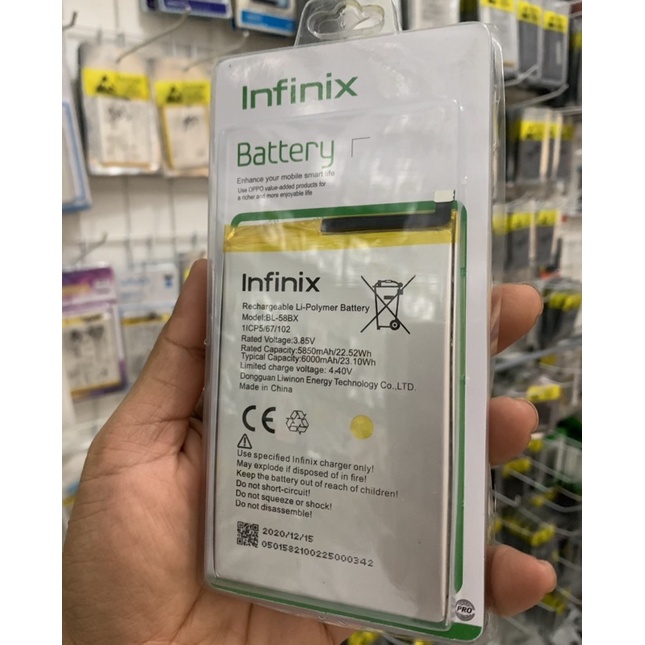 Infinix
Battery
Enhance your mobile smart life
Use OPPO value-added products for
a richer and more enjoyable life
Infinix
Rechargeable Li-Polymer Battery
Model:BL-58BX
1ICP5/67/102
Rated Voltage:3.85V
Rated Capacity:5850mAh/22.52Wh
Typical Capacity:6000mAh/23.10Wh
Limited charge voltage: 4.40V
Dongguan Liwinon Energy Technology Co.,LTD.
Made in China
CE
Use specified Infinix charger only!
May explode if disposed of in fire!
Keep the battery out of reach of children!
Do not short-circuit!
Do not squeeze or shock!
Do not disassemble!
2020/12/15
0501582100225000342
PRO